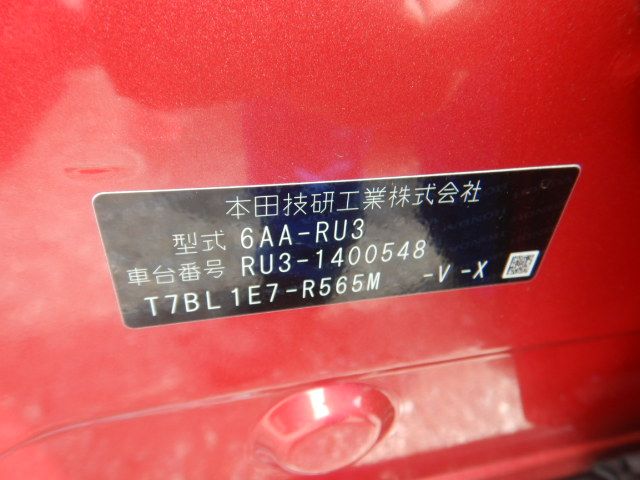 本田技研工業株式会社
型式 6AA-RU3
車台番号 RU3-1400548
T7BL1E7-R565M -V -X